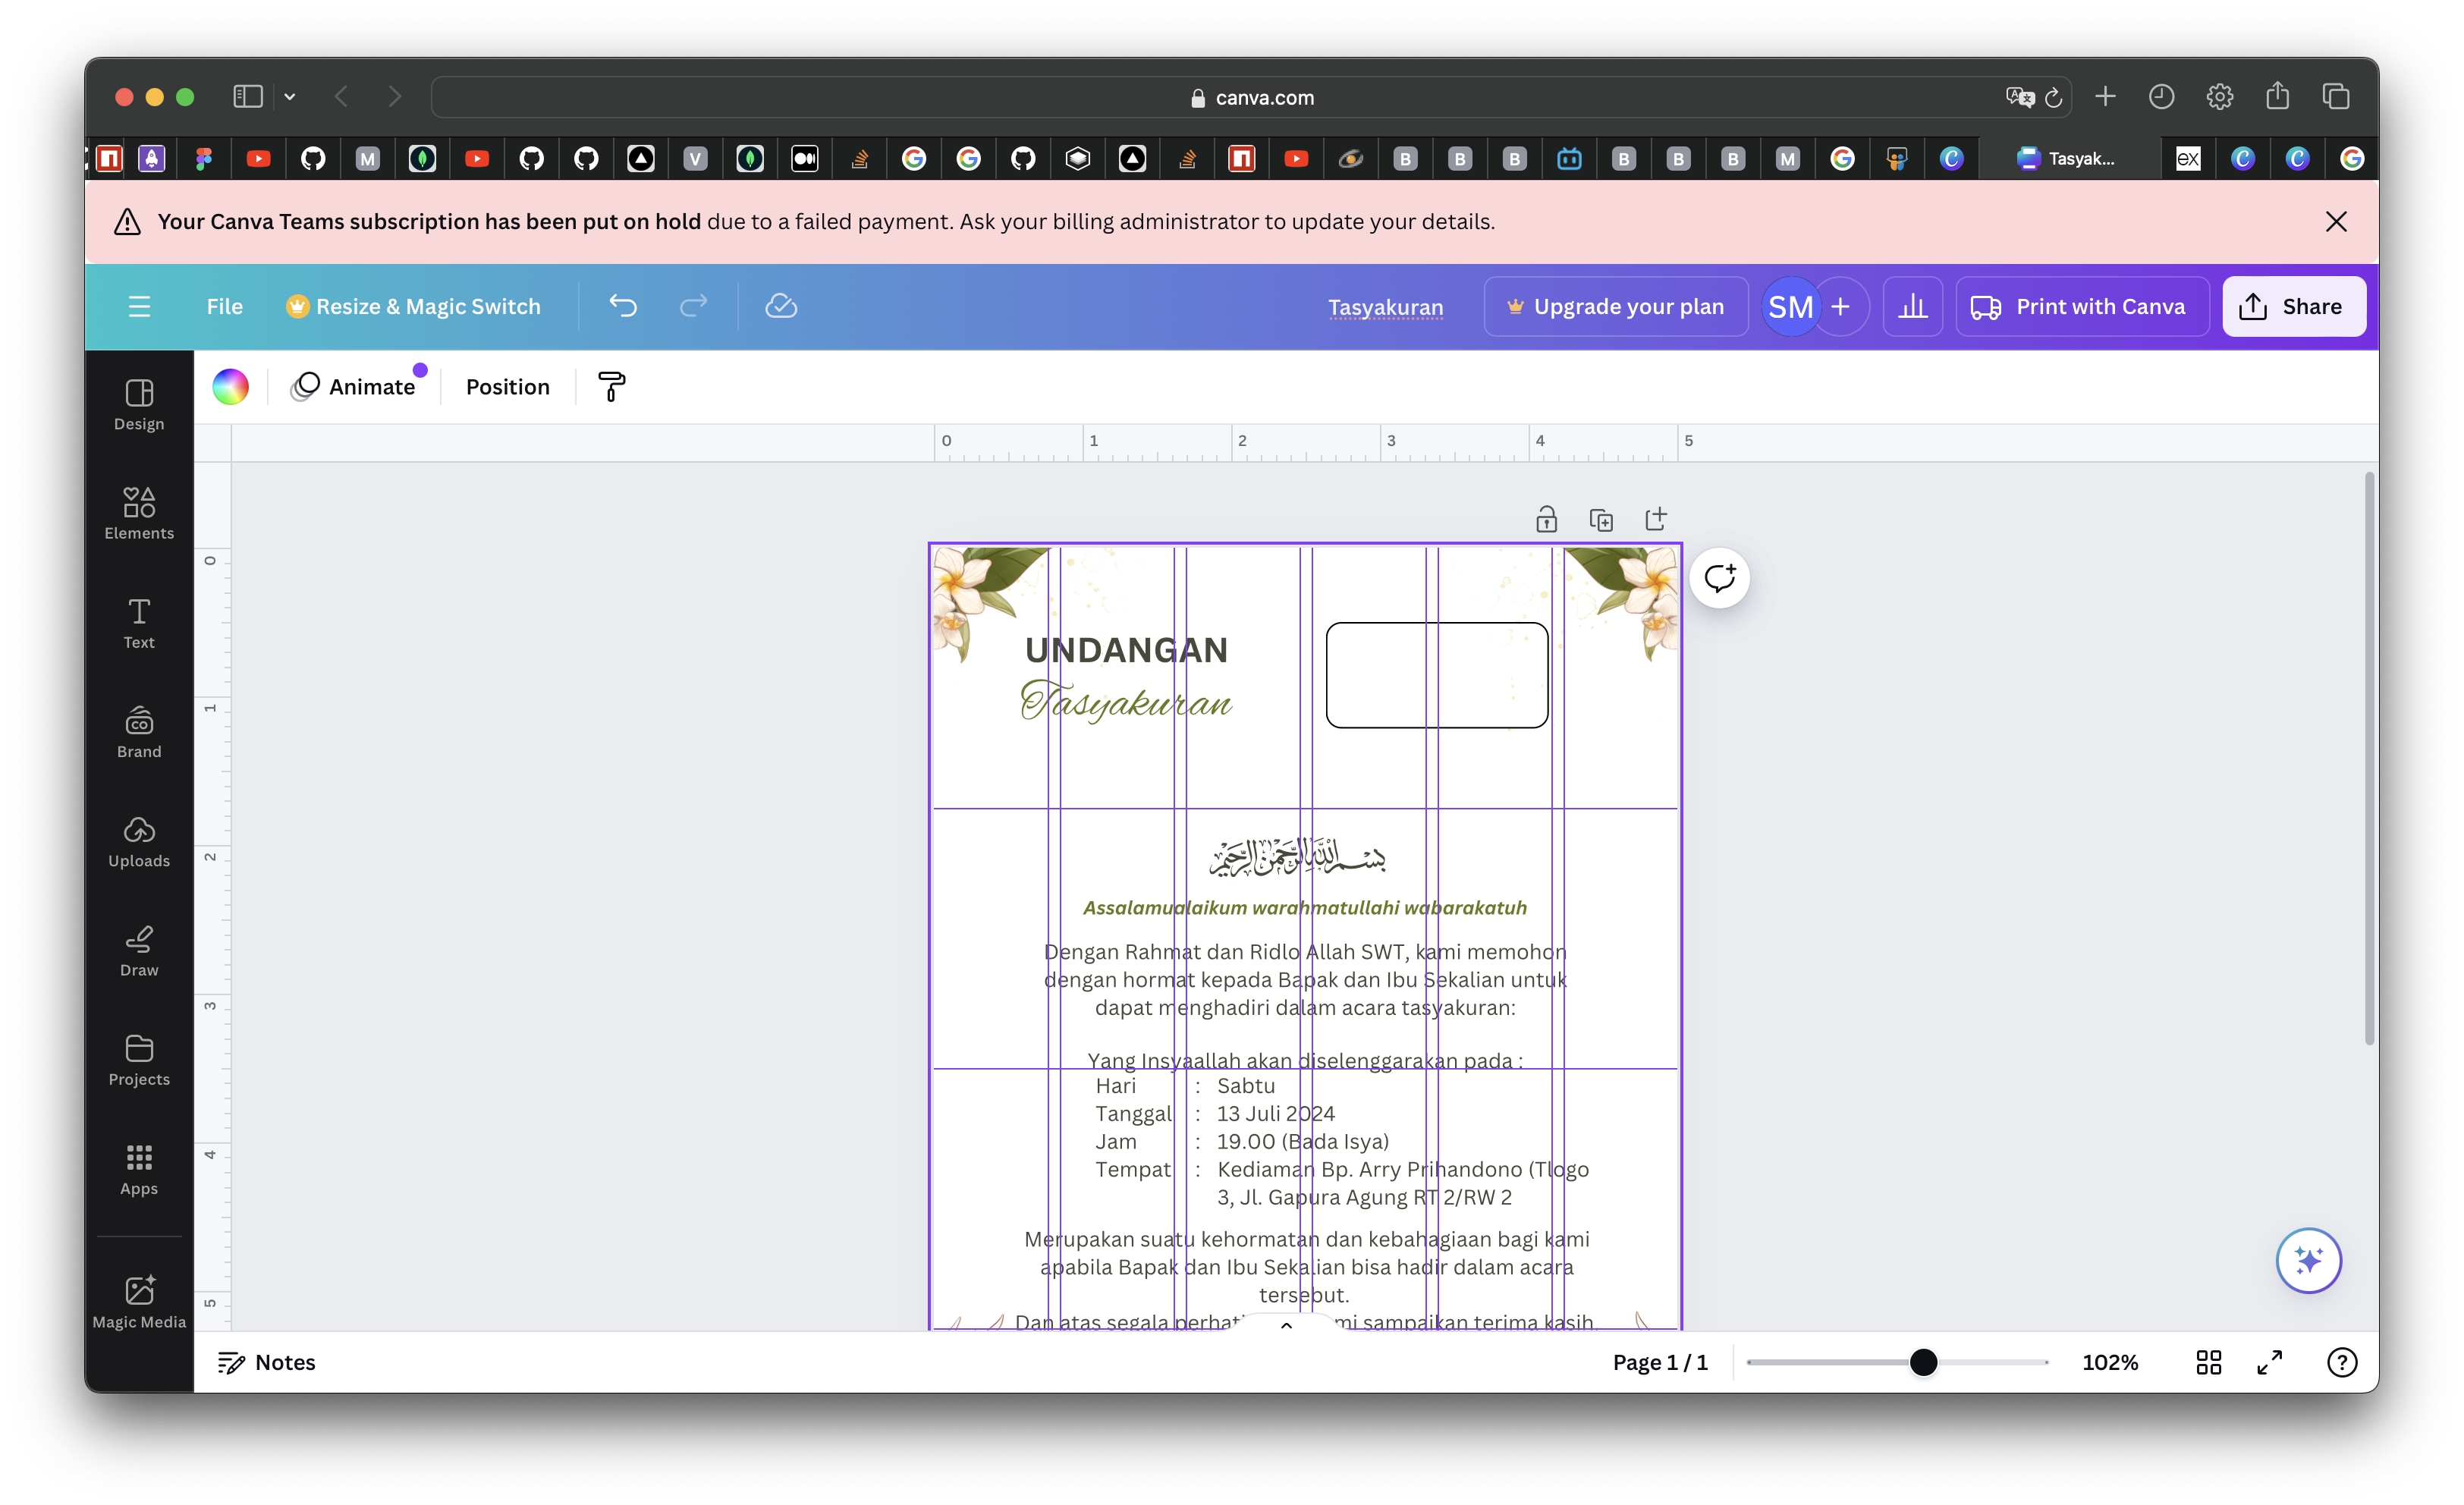 canva.com
M
V
B
B
B
B
B
B
M
Tasyak...
ex
Your Canva Teams subscription has been put on hold due to a failed payment. Ask your billing administrator to update your details.
File
Resize & Magic Switch
Tasyakuran
Upgrade your plan
SM
Print with Canva
Share
Animate
Position
Design
Elements
Text
Brand
Uploads
Draw
Projects
Apps
Magic Media
0 1 2 3 4 5
0
1
2
3
4
5
UNDANGAN
Tasyakuran
بسم الله الرحمن الرحيم
Assalamualaikum warahmatullahi wabarakatuh
Dengan Rahmat dan Ridlo Allah SWT, kami memohon
dengan hormat kepada Bapak dan Ibu Sekalian untuk
dapat menghadiri dalam acara tasyakuran:
Yang Insyaallah akan diselenggarakan pada :
Hari : Sabtu
Tanggal : 13 Juli 2024
Jam : 19.00 (Bada Isya)
Tempat : Kediaman Bp. Arry Prihandono (Tlogo
3, Jl. Gapura Agung RT 2/RW 2
Merupakan suatu kehormatan dan kebahagiaan bagi kami
apabila Bapak dan Ibu Sekalian bisa hadir dalam acara
tersebut.
Dan atas segala sampaikan terima kasih.
Notes
Page 1 / 1
102%